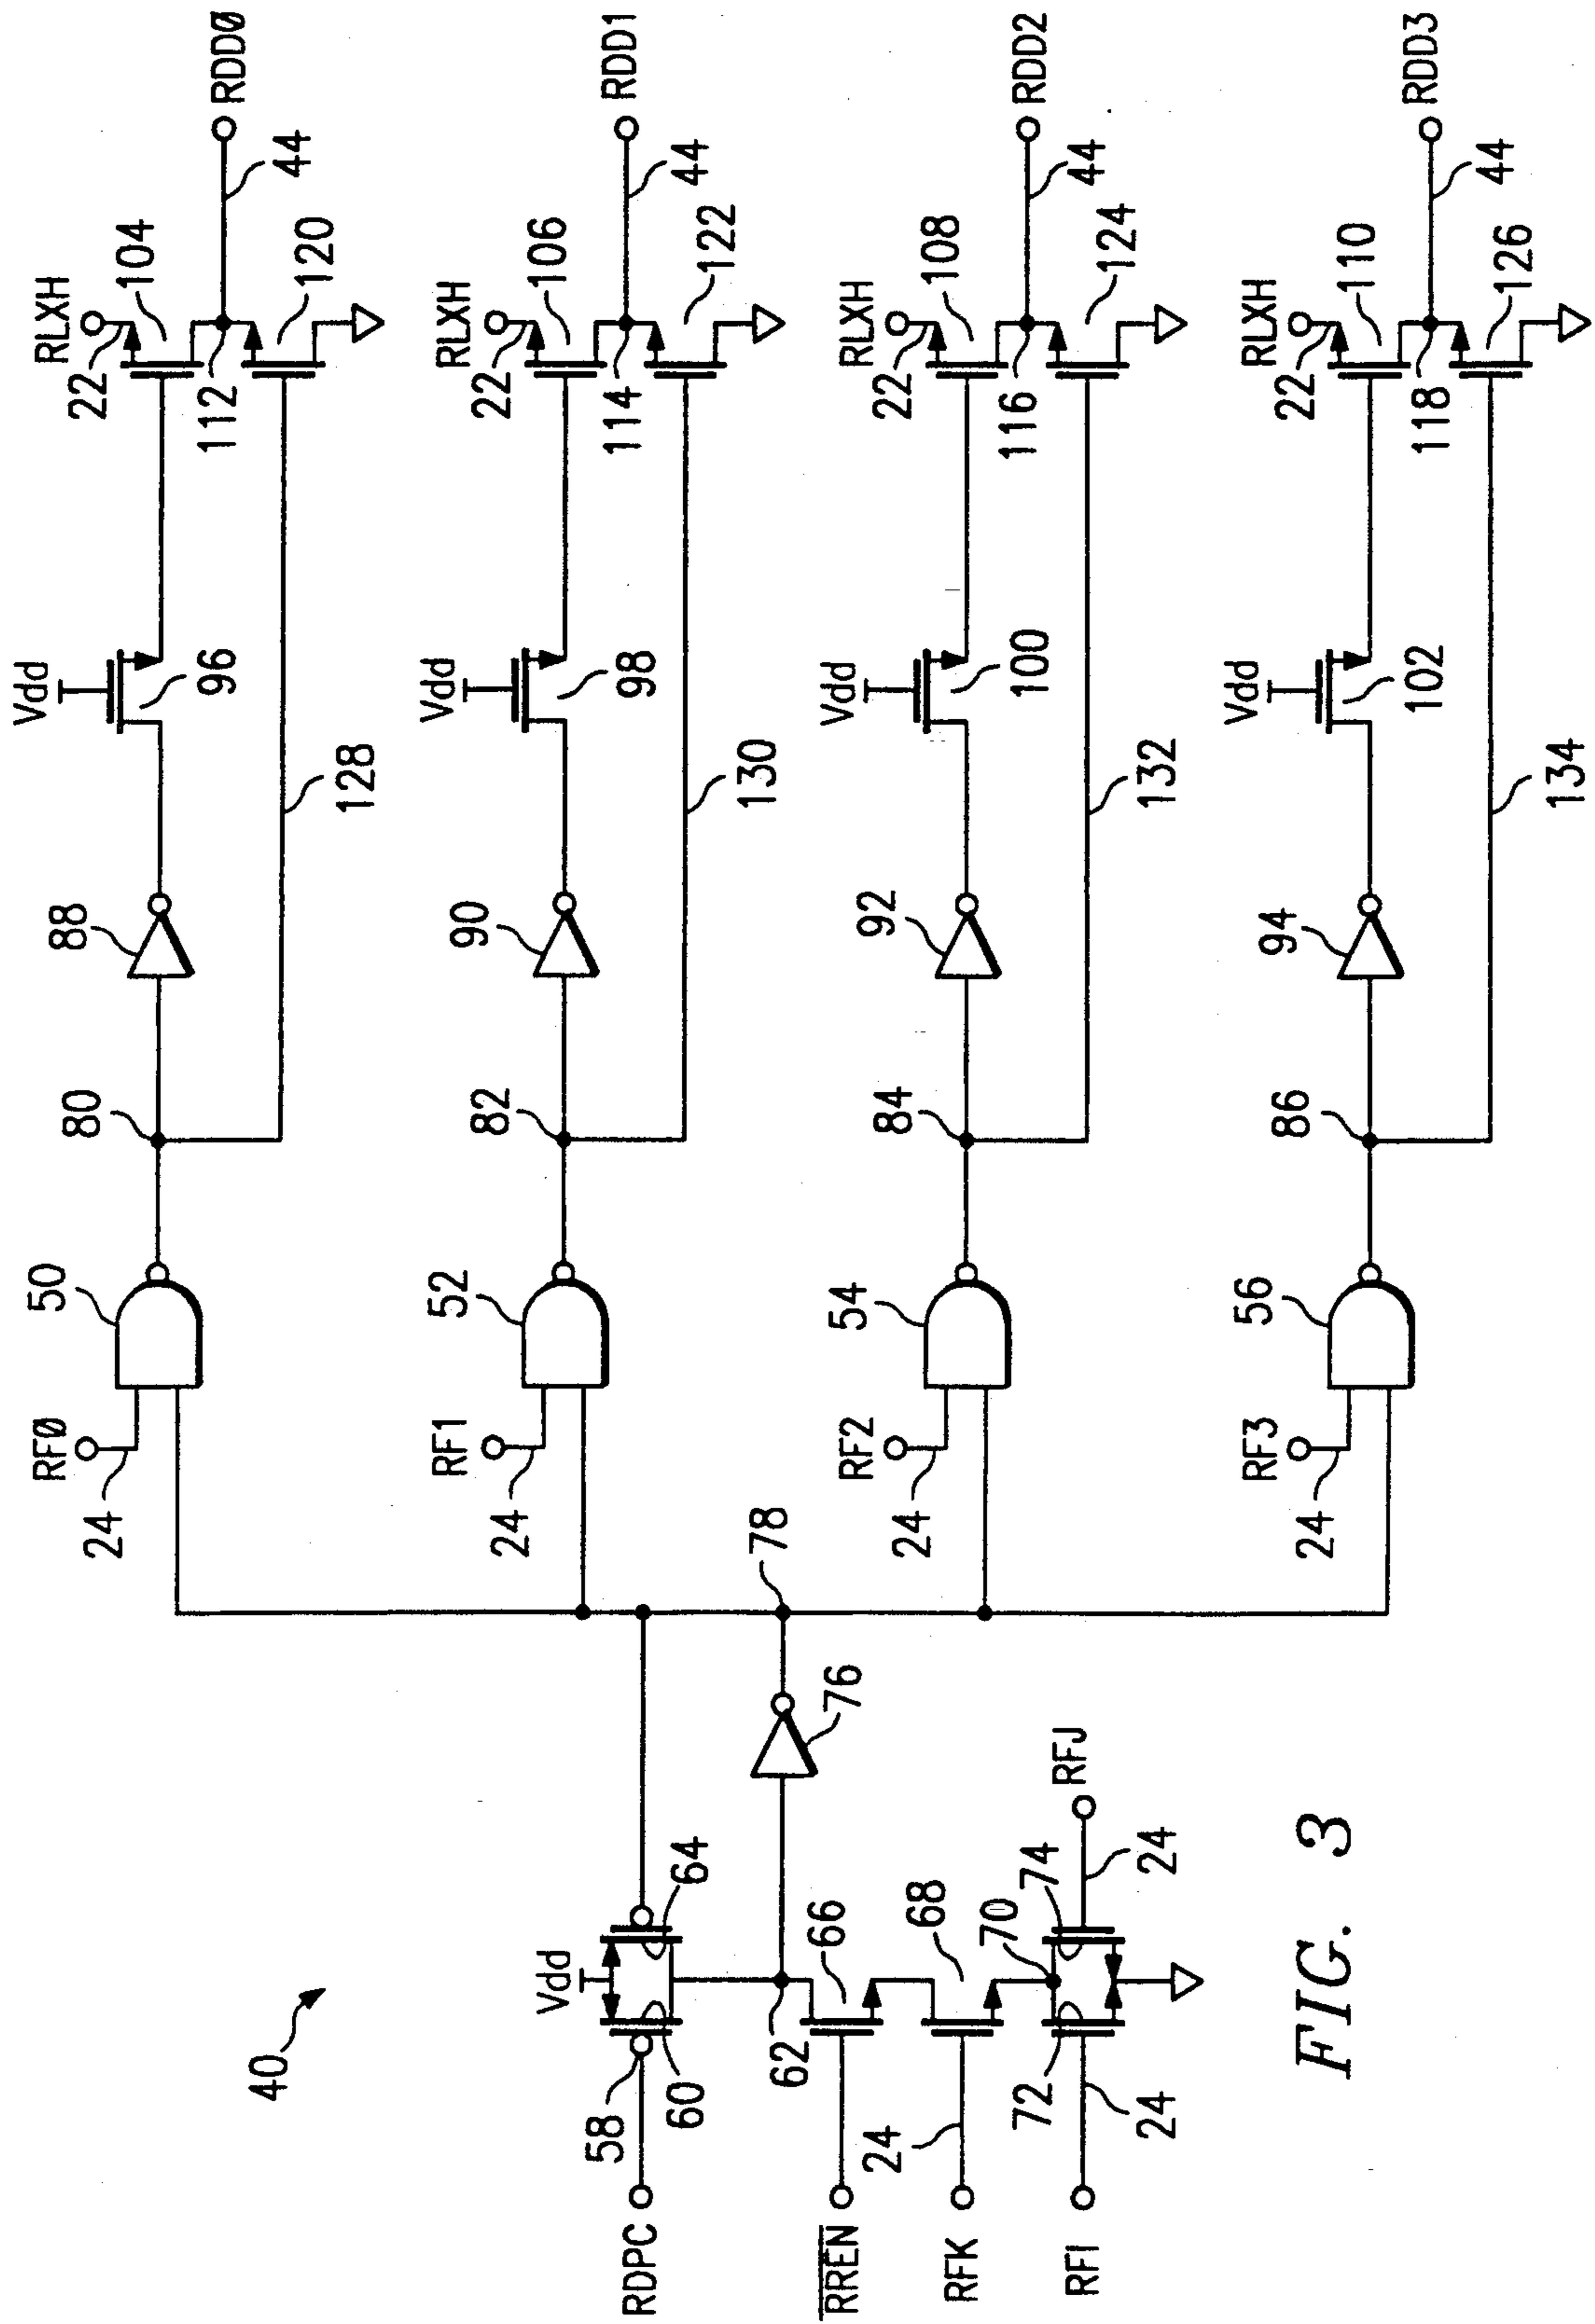 40
RDPC
58
60
Vdd
64
62
66
RREN
68
24
RFK
70
72
74
24
24
RFI
RFJ
76
78
RFØ
24
50
80
88
128
Vdd
96
RLXH
22
104
112
120
44
RDDØ
RF1
24
52
82
90
130
Vdd
98
RLXH
22
106
114
122
44
RDD1
RF2
24
54
84
92
132
Vdd
100
RLXH
22
108
116
124
44
RDD2
RF3
24
56
86
94
134
Vdd
102
RLXH
22
110
118
126
44
RDD3
FIG. 3